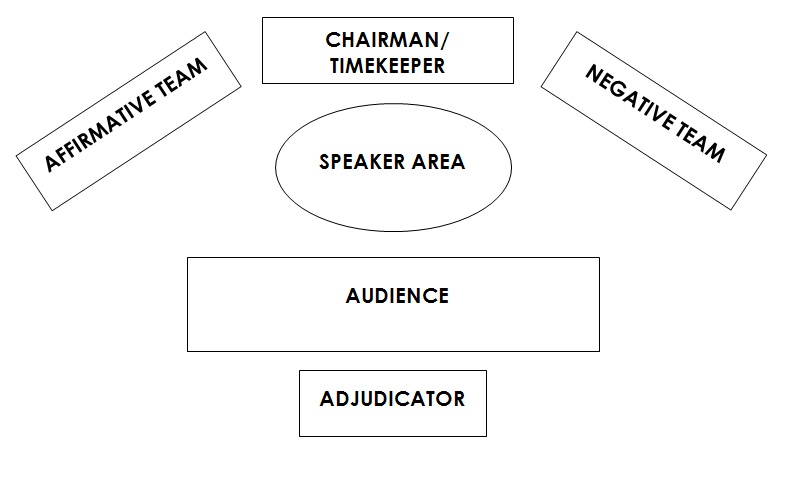 CHAIRMAN/
TIMEKEEPER
AFFIRMATIVE TEAM
NEGATIVE TEAM
SPEAKER AREA
AUDIENCE
ADJUDICATOR